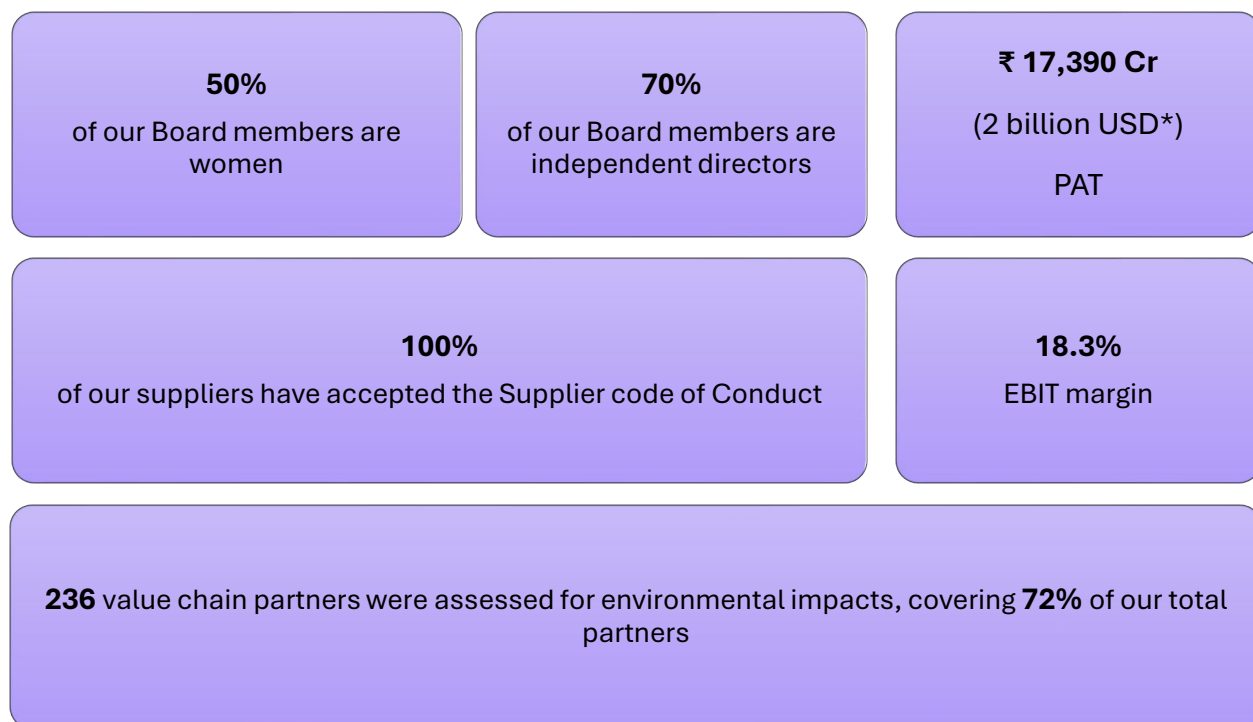 50%
of our Board members are
women
70%
of our Board members are
independent directors
₹ 17,390 Cr
(2 billion USD*)
PAT
100%
of our suppliers have accepted the Supplier code of Conduct
18.3%
EBIT margin
236 value chain partners were assessed for environmental impacts, covering 72% of our total
partners